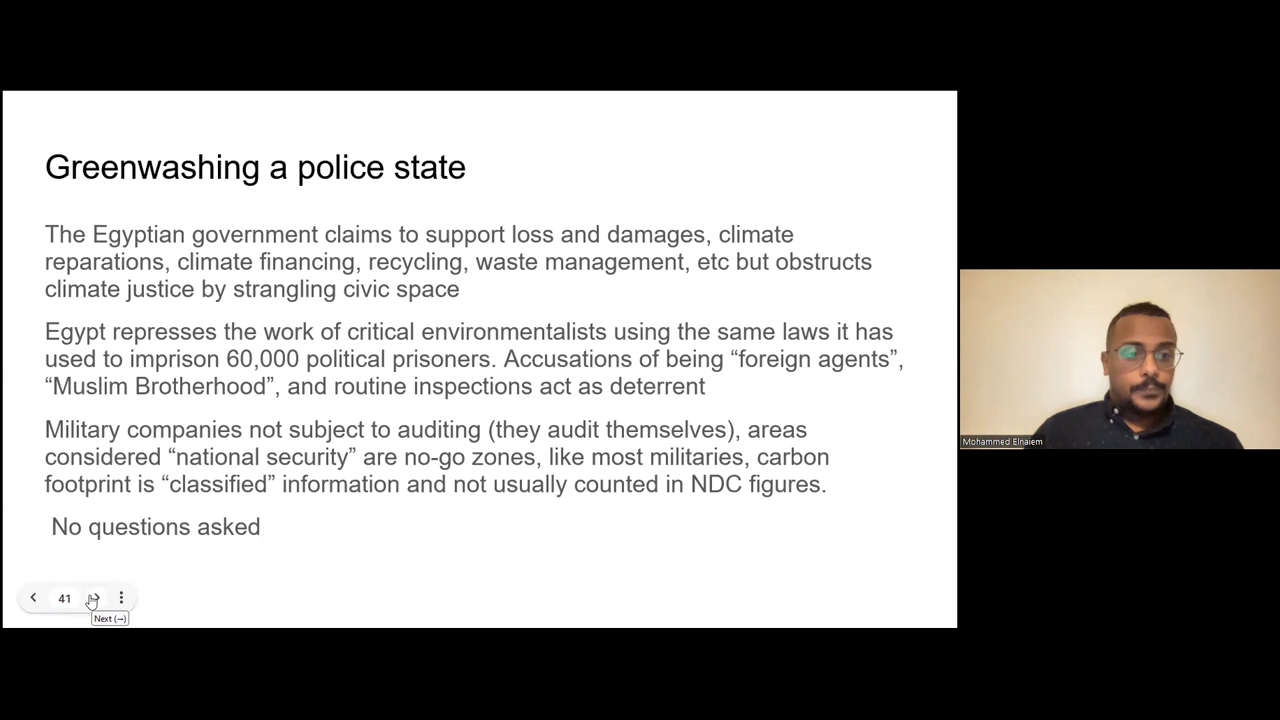 Greenwashing a police state
The Egyptian government claims to support loss and damages, climate
reparations, climate financing, recycling, waste management, etc but obstructs
climate justice by strangling civic space
Egypt represses the work of critical environmentalists using the same laws it has
used to imprison 60,000 political prisoners. Accusations of being “foreign agents”,
“Muslim Brotherhood”, and routine inspections act as deterrent
Military companies not subject to auditing (they audit themselves), areas
considered “national security” are no-go zones, like most militaries, carbon
footprint is “classified” information and not usually counted in NDC figures.
No questions asked
41
Next (→)
Mohammed Elnaiem